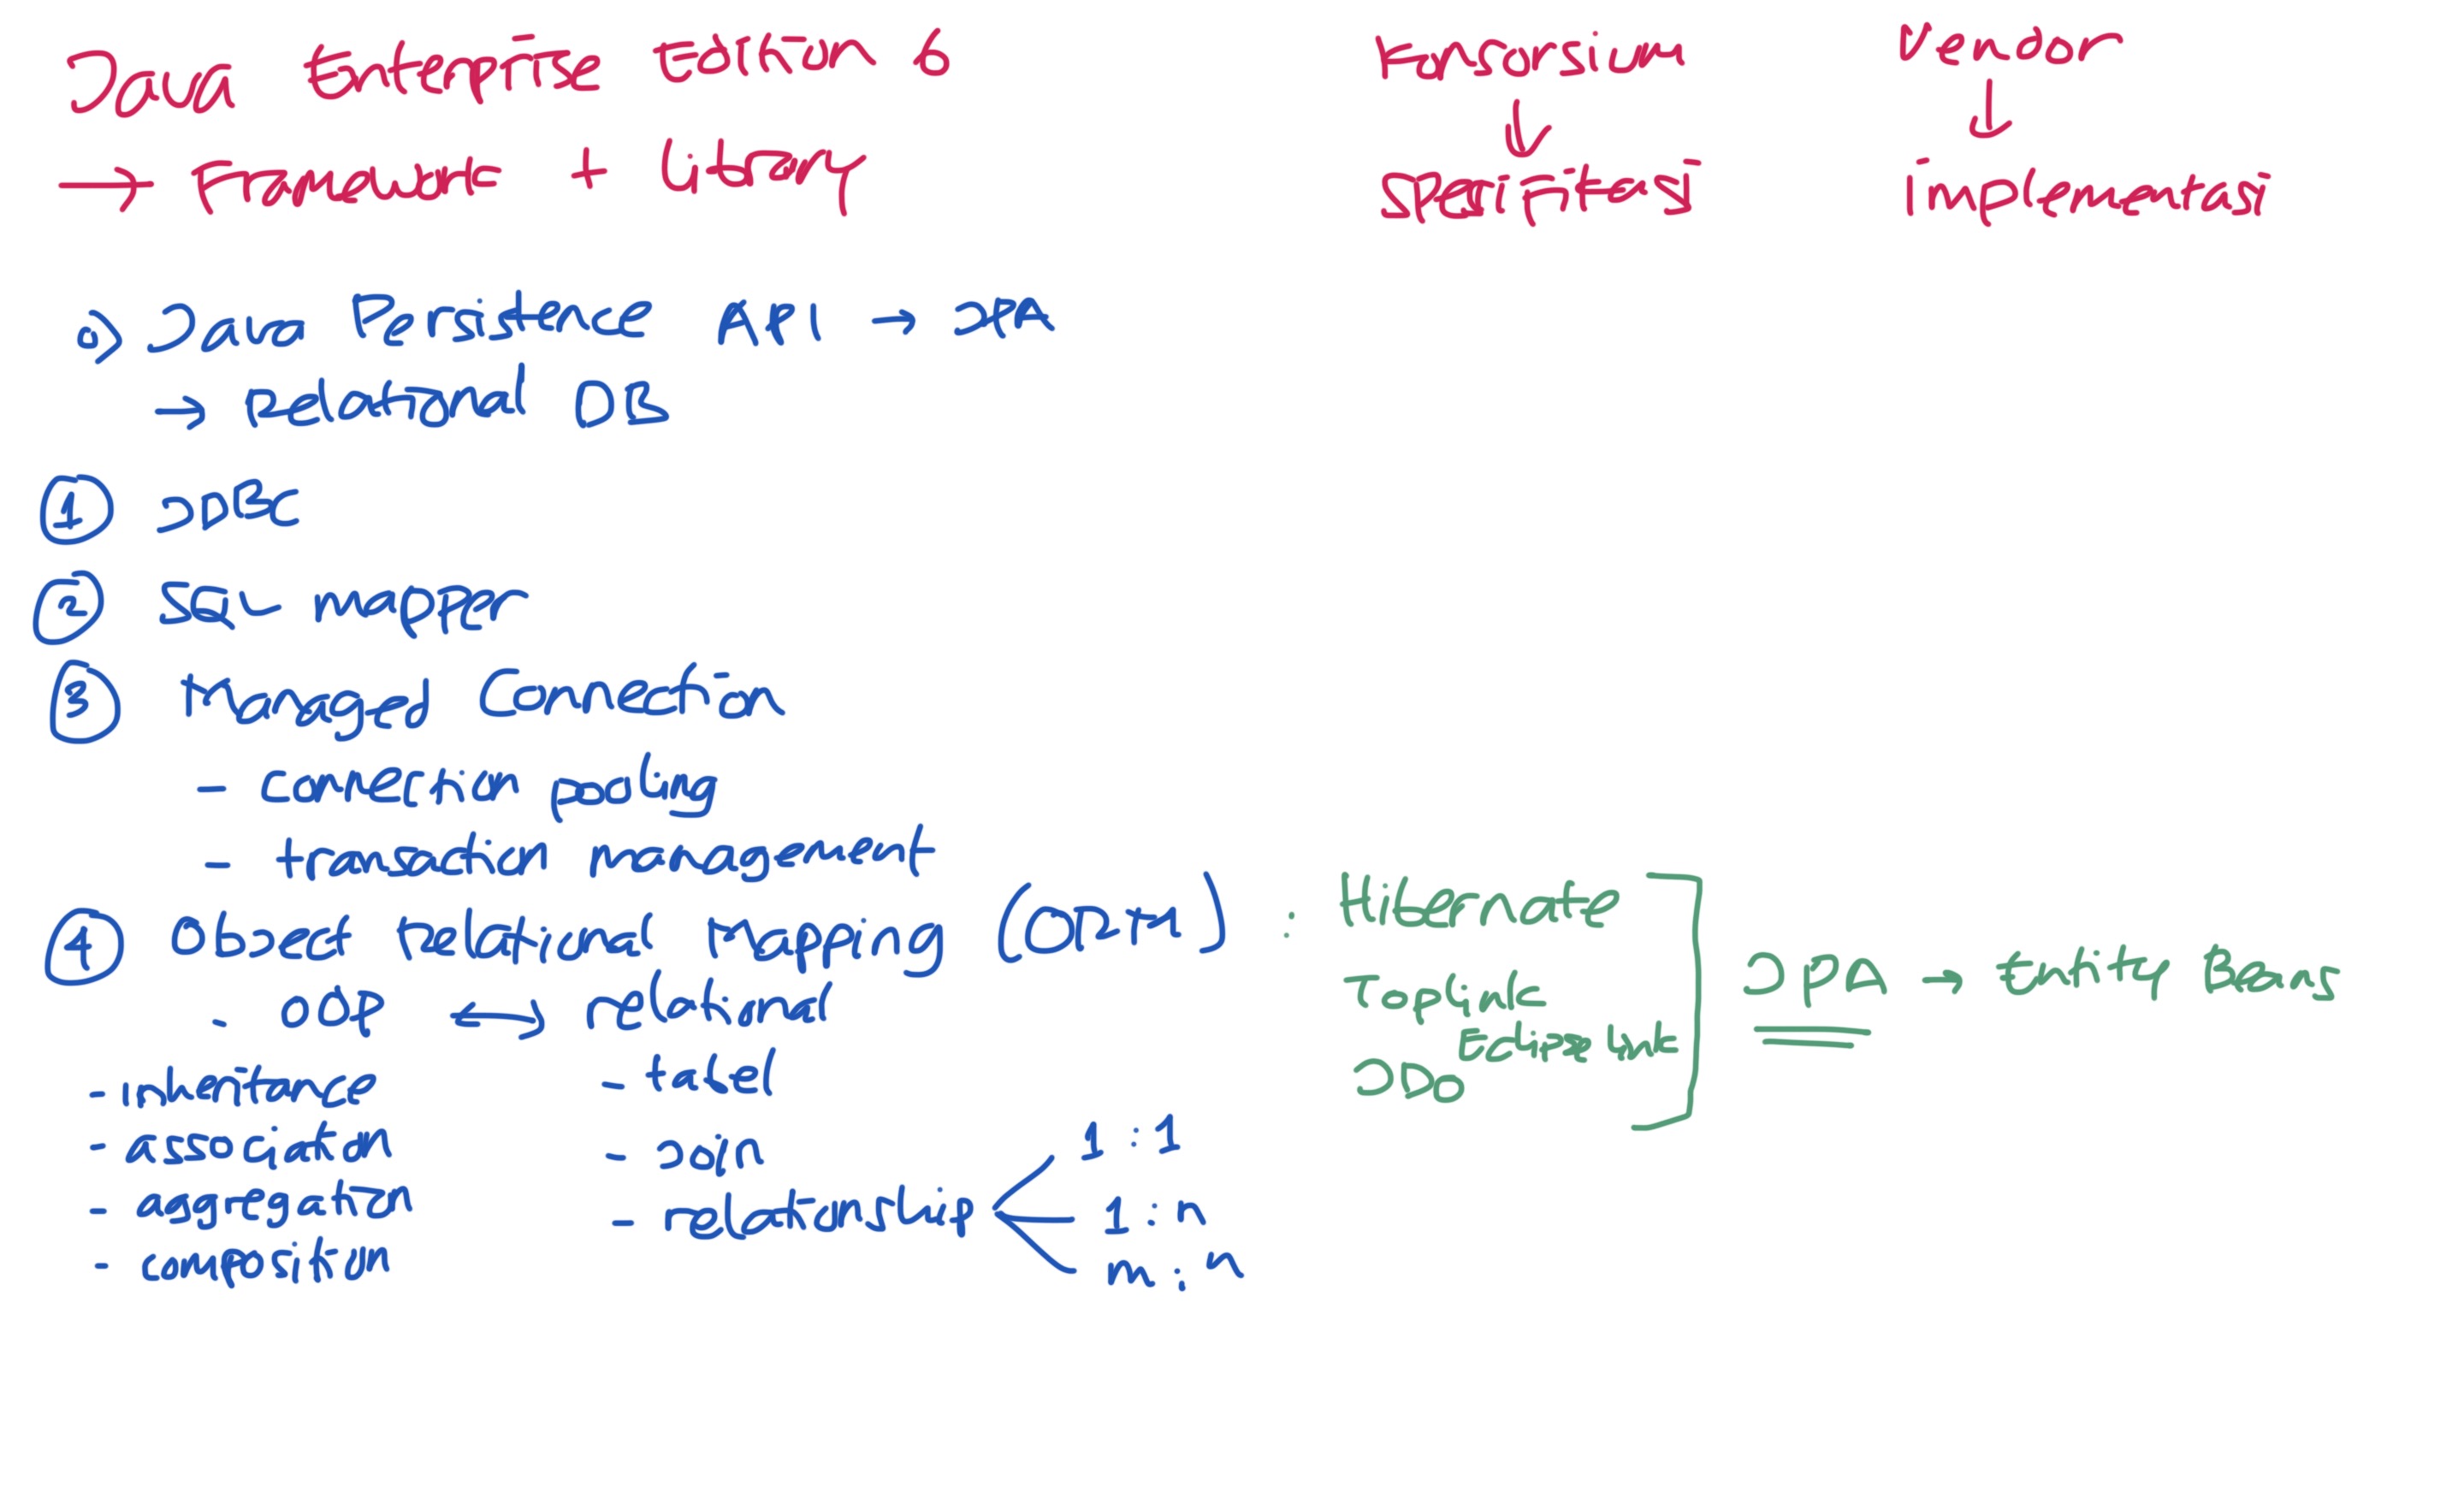 Java Enterprise Edition 6
→ Framework + Library
Konsorsium
↓
Spesifikasi
Vendor
↓
Implementasi
o) Java Persistence API → JPA
→ Relational DB
① JDBC
② SQL mapper
③ Managed Connection
- connection pooling
- transaction management
④ Object Relational Mapping (ORM) : Hibernate
TopLink
EclipseLink
JDO
JPA → Entity Beans
- OOP ↔ relational
- inheritance
- association
- aggregation
- composition
- tabel
- join
- relationship
1 : 1
1 : n
m : n